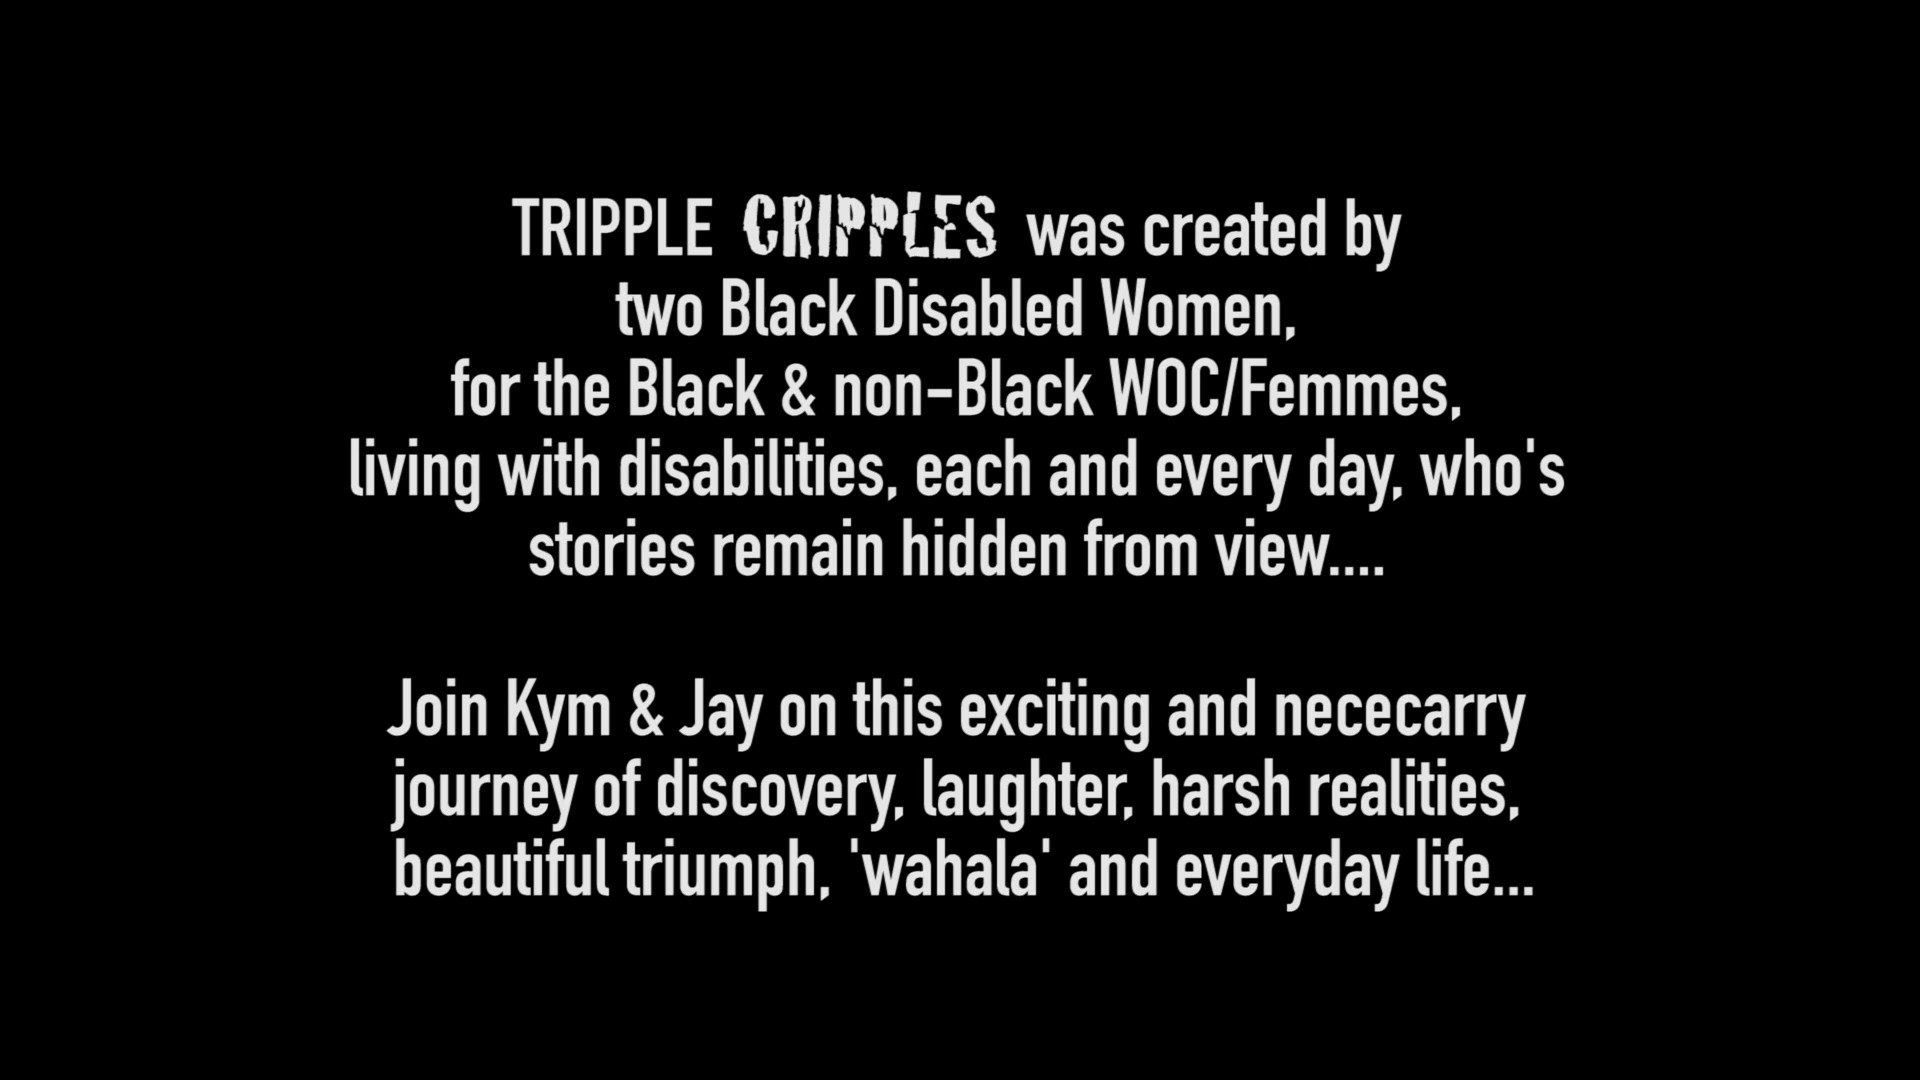 TRIPPLE CRIPPLES was created by
two Black Disabled Women,
for the Black & non-Black WOC/Femmes,
living with disabilities, each and every day, who's
stories remain hidden from view....
Join Kym & Jay on this exciting and nececarry
journey of discovery, laughter, harsh realities,
beautiful triumph, 'wahala' and everyday life...